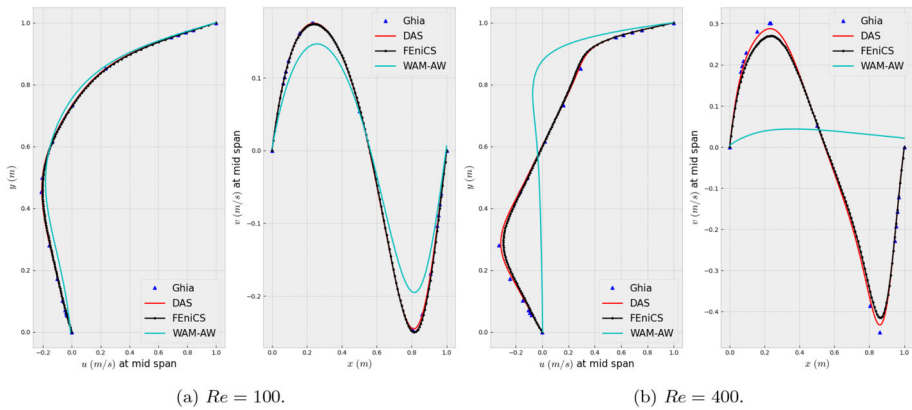 1.0
0.8
0.6
0.4
0.2
0.0
y (m)
−0.2 0.0 0.2 0.4 0.6 0.8 1.0
u (m/s) at mid span
Ghia
DAS
FEniCS
WAM-AW
0.1
0.0
−0.1
−0.2
v (m/s) at mid span
0.0 0.2 0.4 0.6 0.8 1.0
x (m)
Ghia
DAS
FEniCS
WAM-AW
(a) Re = 100.
1.0
0.8
0.6
0.4
0.2
0.0
y (m)
−0.2 0.0 0.2 0.4 0.6 0.8 1.0
u (m/s) at mid span
Ghia
DAS
FEniCS
WAM-AW
0.3
0.2
0.1
0.0
−0.1
−0.2
−0.3
−0.4
v (m/s) at mid span
0.0 0.2 0.4 0.6 0.8 1.0
x (m)
Ghia
DAS
FEniCS
WAM-AW
(b) Re = 400.